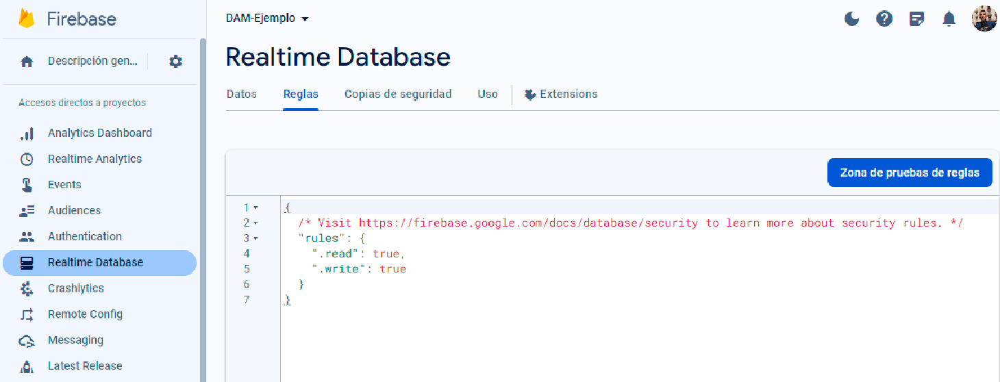 Firebase
DAM-Ejemplo
Descripción gen...
Realtime Database
Datos
Reglas
Copias de seguridad
Uso
Extensions
Accesos directos a proyectos
Analytics Dashboard
Realtime Analytics
Events
Audiences
Authentication
Realtime Database
Crashlytics
Remote Config
Messaging
Latest Release
Zona de pruebas de reglas
1 {
2 /* Visit https://firebase.google.com/docs/database/security to learn more about security rules. */
3 "rules": {
4 ".read": true,
5 ".write": true
6 }
7 }